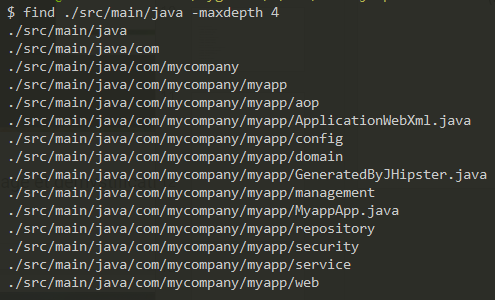 $ find ./src/main/java -maxdepth 4
./src/main/java
./src/main/java/com
./src/main/java/com/mycompany
./src/main/java/com/mycompany/myapp
./src/main/java/com/mycompany/myapp/aop
./src/main/java/com/mycompany/myapp/ApplicationWebXml.java
./src/main/java/com/mycompany/myapp/config
./src/main/java/com/mycompany/myapp/domain
./src/main/java/com/mycompany/myapp/GeneratedByJHipster.java
./src/main/java/com/mycompany/myapp/management
./src/main/java/com/mycompany/myapp/MyappApp.java
./src/main/java/com/mycompany/myapp/repository
./src/main/java/com/mycompany/myapp/security
./src/main/java/com/mycompany/myapp/service
./src/main/java/com/mycompany/myapp/web